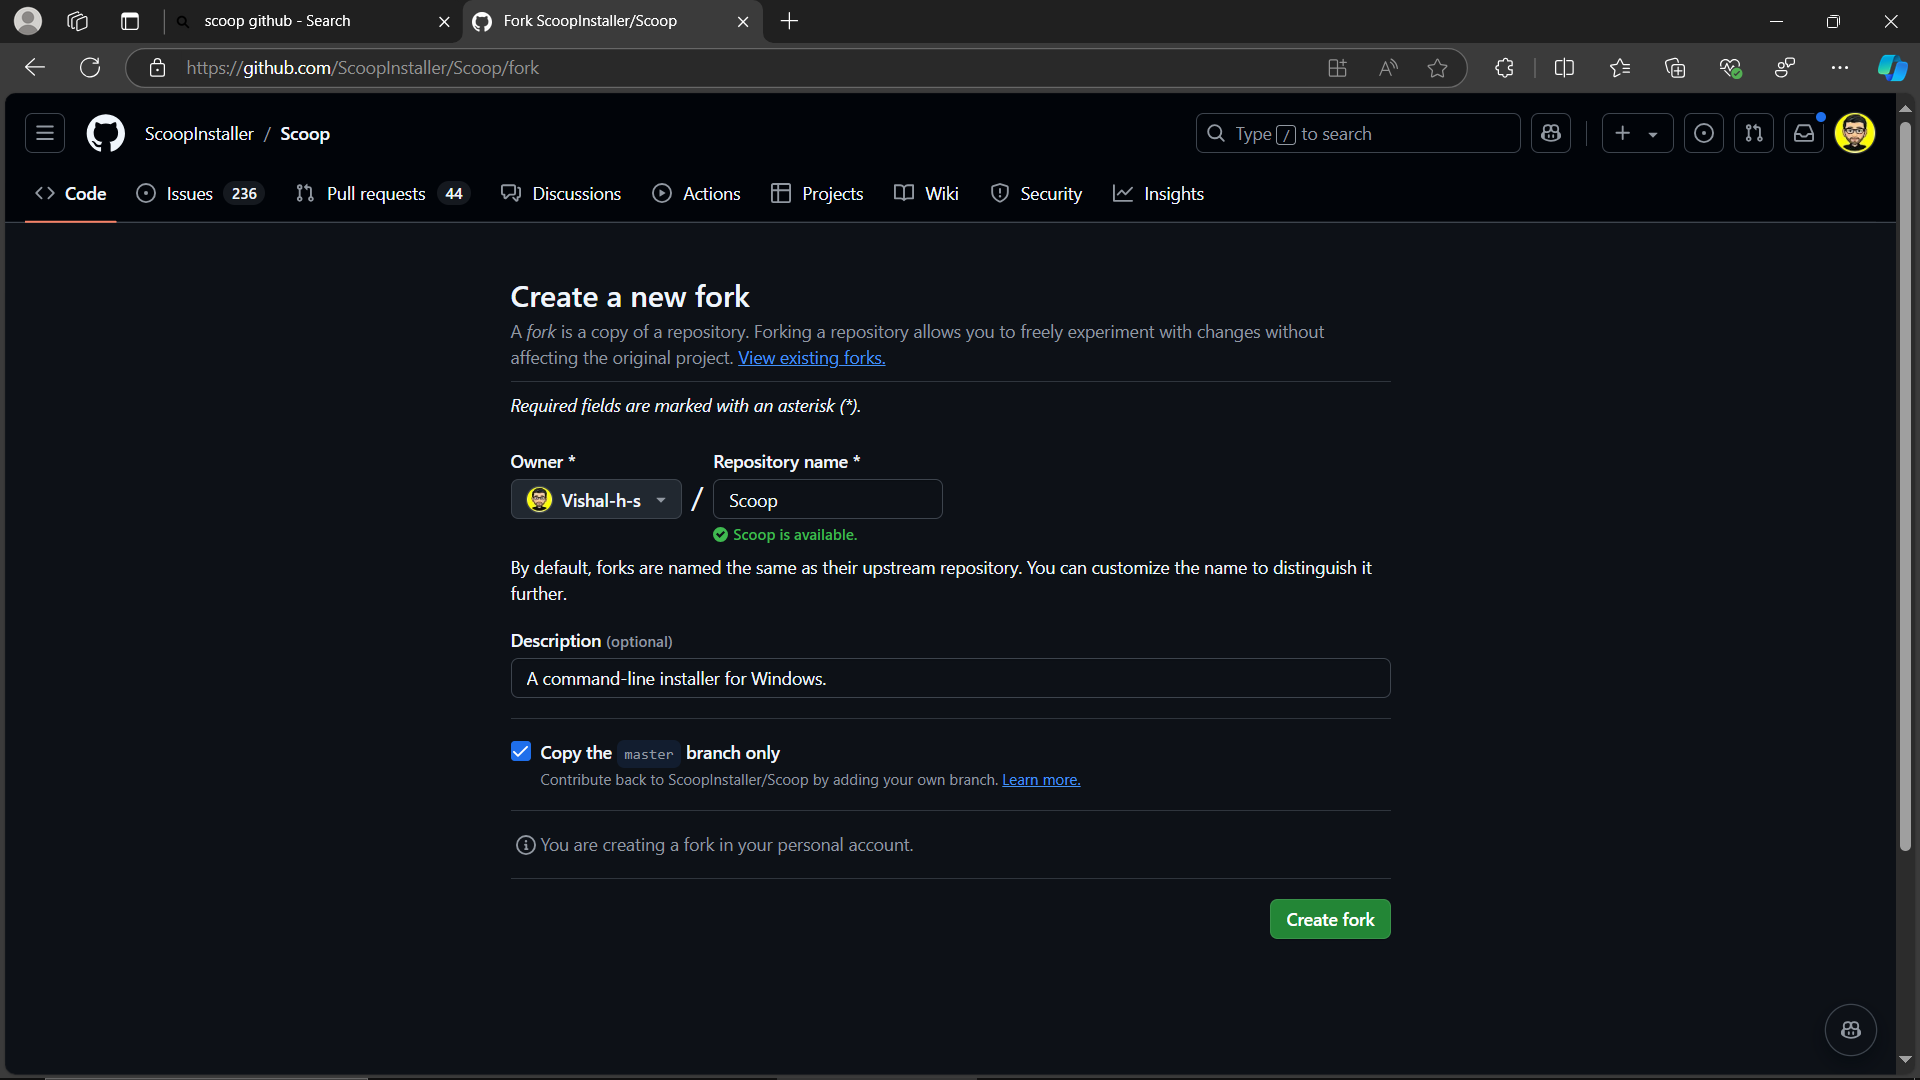 scoop github - Search
Fork ScoopInstaller/Scoop
https://github.com/ScoopInstaller/Scoop/fork
ScoopInstaller / Scoop
Type / to search
Code
Issues 236
Pull requests 44
Discussions
Actions
Projects
Wiki
Security
Insights
Create a new fork
A fork is a copy of a repository. Forking a repository allows you to freely experiment with changes without
affecting the original project. View existing forks.
Required fields are marked with an asterisk (*).
Owner *
Repository name *
Vishal-h-s / Scoop
Scoop is available.
By default, forks are named the same as their upstream repository. You can customize the name to distinguish it
further.
Description (optional)
A command-line installer for Windows.
Copy the master branch only
Contribute back to ScoopInstaller/Scoop by adding your own branch. Learn more.
You are creating a fork in your personal account.
Create fork